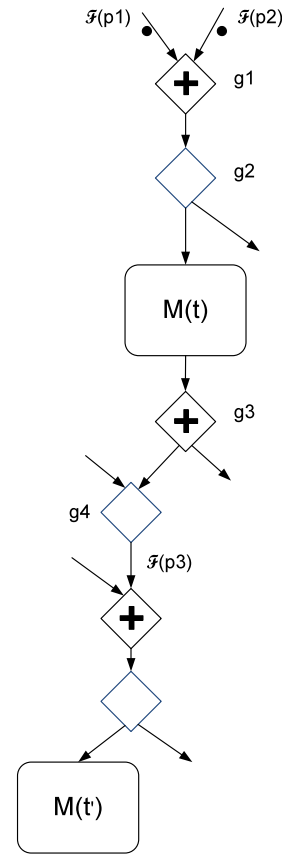 ℱ(p1) ℱ(p2)
g1
g2
M(t)
g3
g4
ℱ(p3)
M(t')